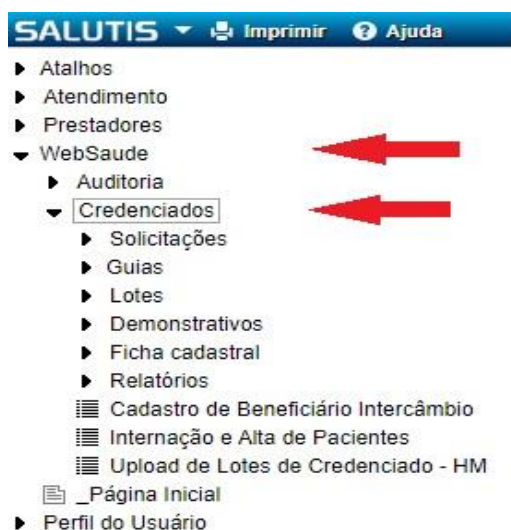 SALUTIS Imprimir Ajuda
Atalhos
Atendimento
Prestadores
WebSaude
Auditoria
Credenciados
Solicitações
Guias
Lotes
Demonstrativos
Ficha cadastral
Relatórios
Cadastro de Beneficiário Intercâmbio
Internação e Alta de Pacientes
Upload de Lotes de Credenciado - HM
_Página Inicial
Perfil do Usuário